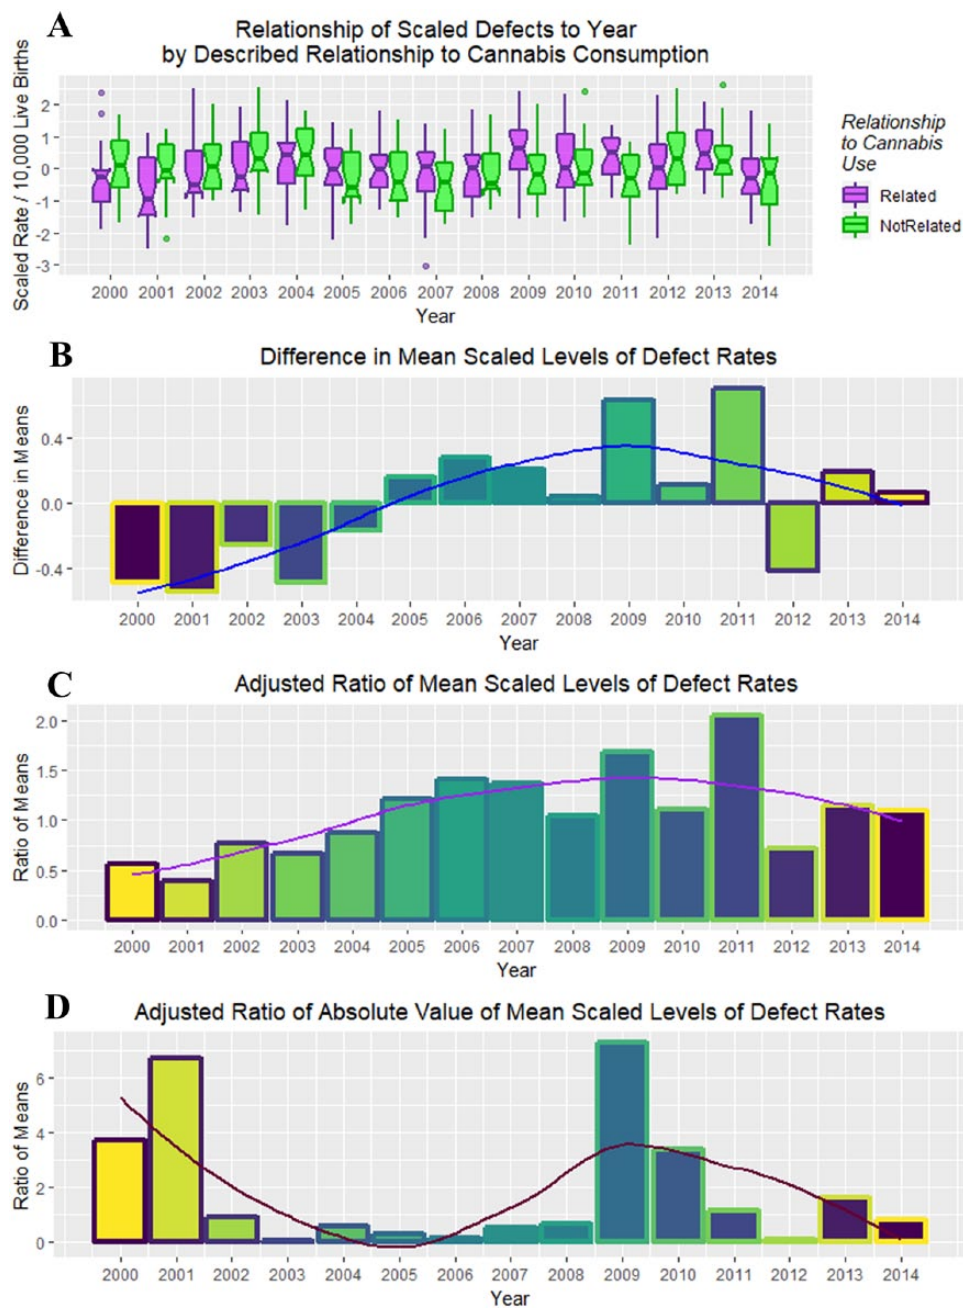 A
Relationship of Scaled Defects to Year
by Described Relationship to Cannabis Consumption
Scaled Rate / 10,000 Live Births
2
1
0
-1
-2
-3
2000 2001 2002 2003 2004 2005 2006 2007 2008 2009 2010 2011 2012 2013 2014
Year
Relationship
to Cannabis
Use
Related
NotRelated
B
Difference in Mean Scaled Levels of Defect Rates
Difference in Means
0.4
0.0
-0.4
2000 2001 2002 2003 2004 2005 2006 2007 2008 2009 2010 2011 2012 2013 2014
Year
C
Adjusted Ratio of Mean Scaled Levels of Defect Rates
Ratio of Means
2.0
1.5
1.0
0.5
0.0
2000 2001 2002 2003 2004 2005 2006 2007 2008 2009 2010 2011 2012 2013 2014
Year
D
Adjusted Ratio of Absolute Value of Mean Scaled Levels of Defect Rates
Ratio of Means
6
4
2
0
2000 2001 2002 2003 2004 2005 2006 2007 2008 2009 2010 2011 2012 2013 2014
Year